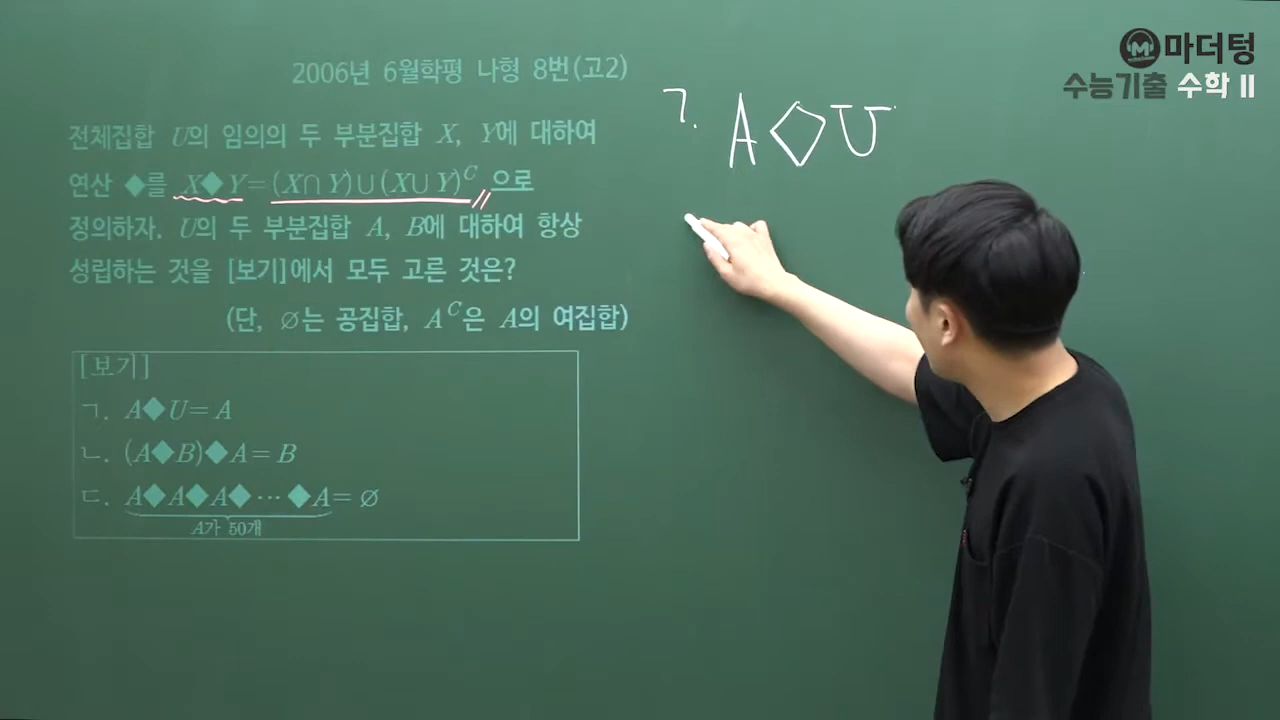 마더텅
수능기출 수학 II
2006년 6월학평 나형 8번(고2)
전체집합 U의 임의의 두 부분집합 X, Y에 대하여
연산 ◆를 X◆Y=(X∩Y)∪(X∪Y)^C 으로
정의하자. U의 두 부분집합 A, B에 대하여 항상
성립하는 것을 [보기]에서 모두 고른 것은?
(단, ∅는 공집합, A^C은 A의 여집합)
[보기]
ㄱ. A◆U=A
ㄴ. (A◆B)◆A=B
ㄷ. A◆A◆A◆⋯◆A=∅
A가 50개
ㄱ. A◇U